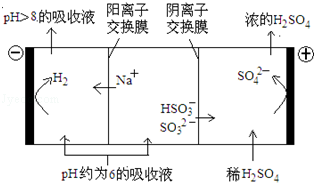 pH>8的吸收液
阳离子
交换膜
阴离子
交换膜
浓的H₂SO₄
⊖
⊕
H₂
Na⁺
HSO₃⁻
SO₃²⁻
SO₄²⁻
pH约为6的吸收液
稀H₂SO₄